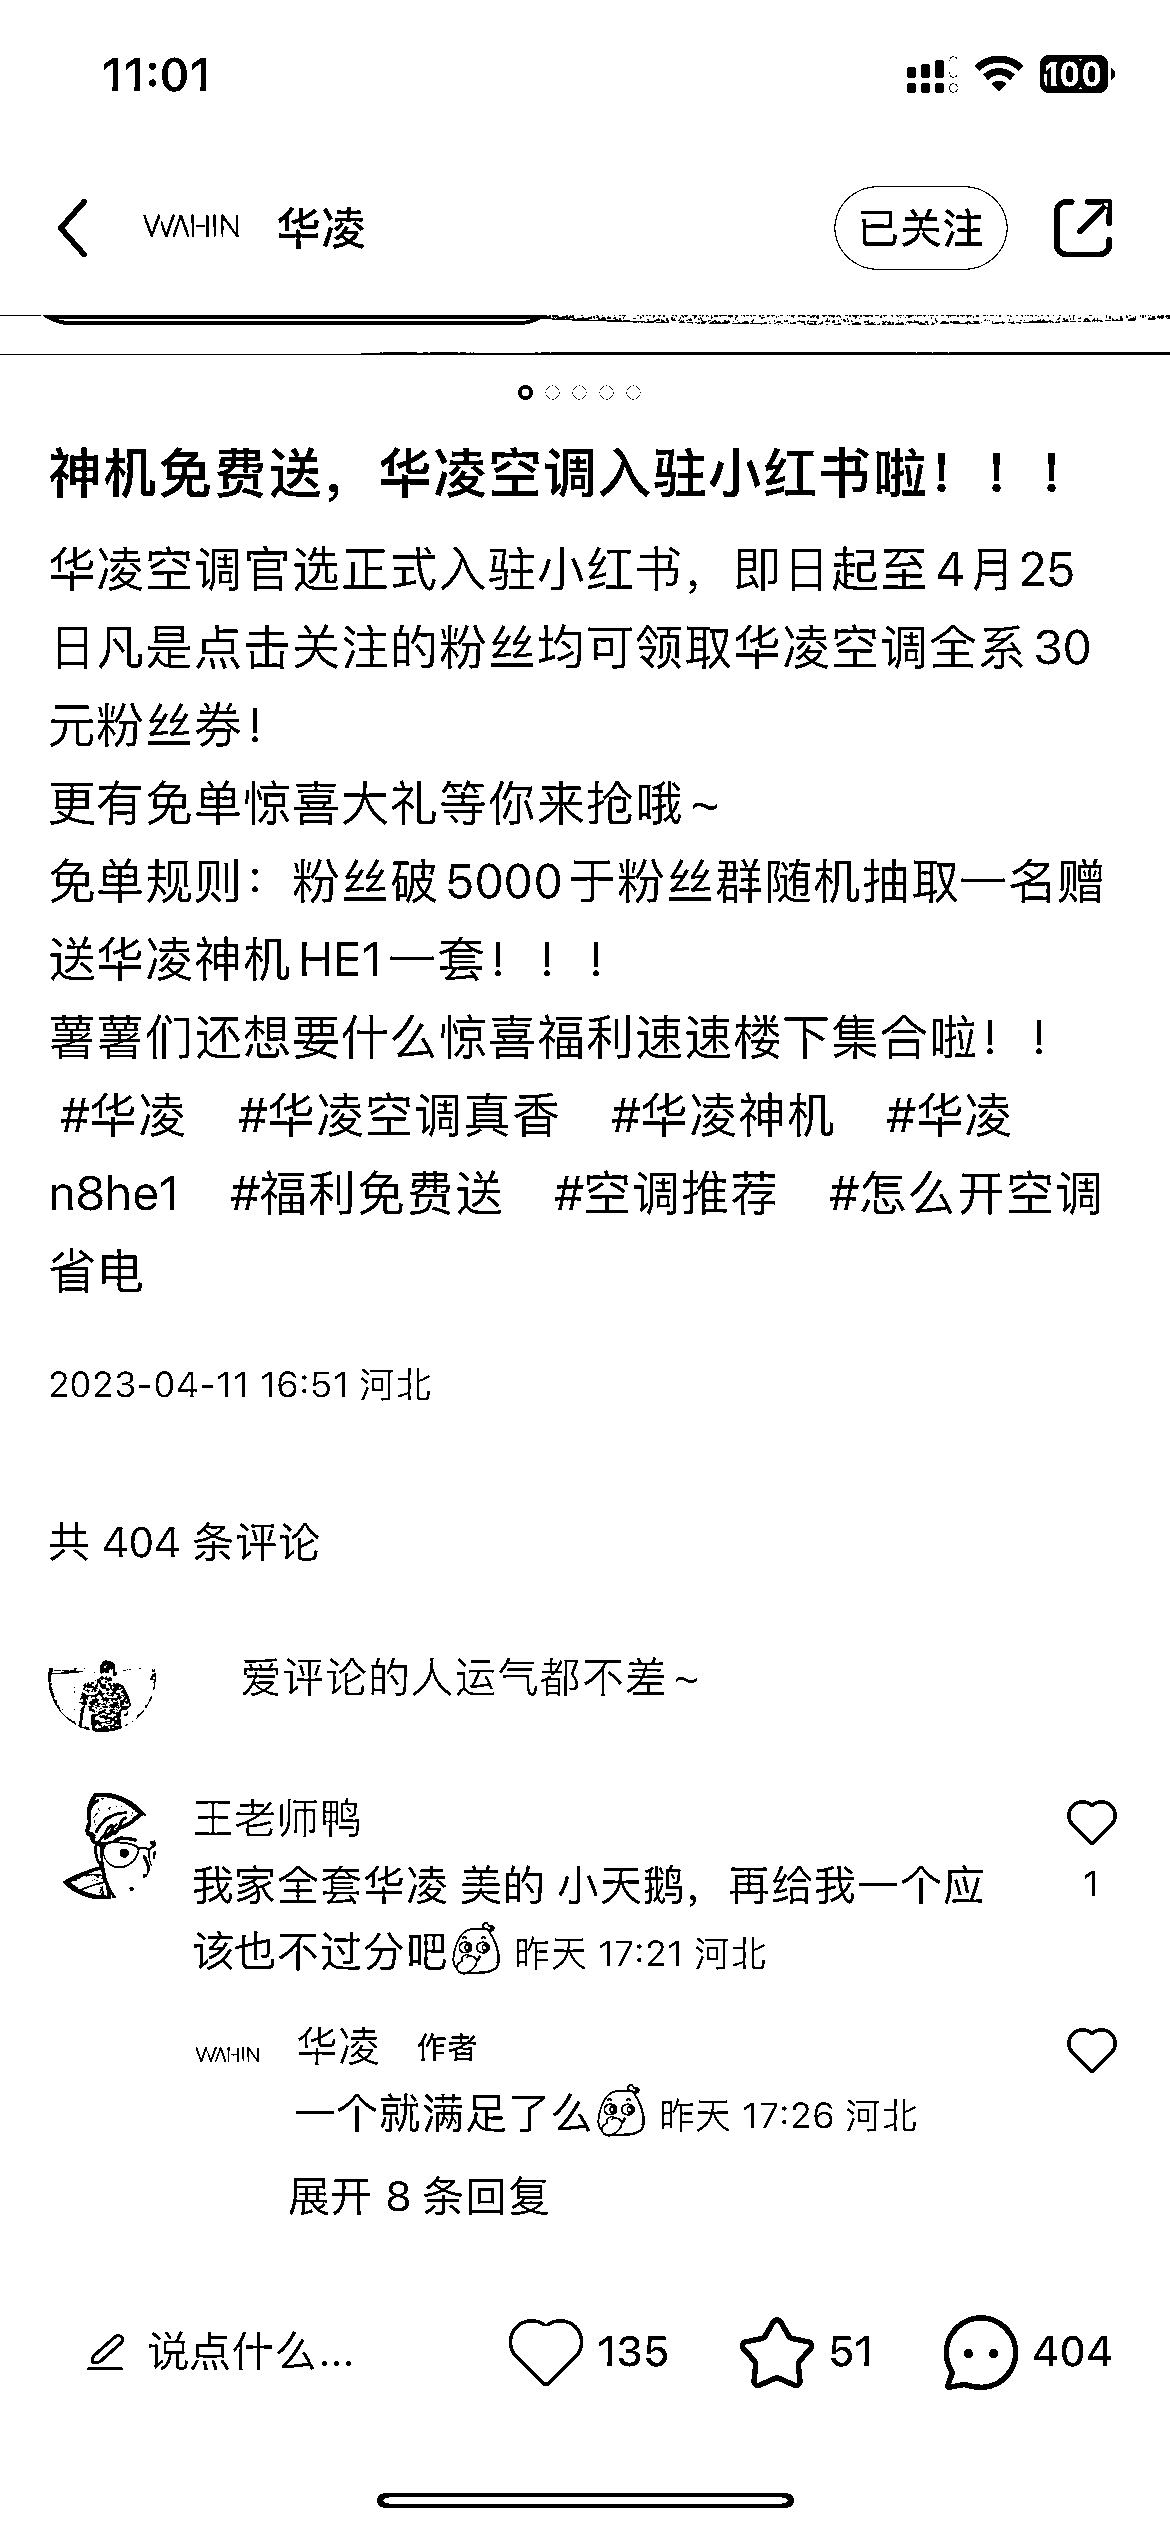 11:01
100
WAHIN 华凌 已关注
神机免费送，华凌空调入驻小红书啦！！！
华凌空调官选正式入驻小红书，即日起至4月25
日凡是点击关注的粉丝均可领取华凌空调全系30
元粉丝券！
更有免单惊喜大礼等你来抢哦~
免单规则：粉丝破5000于粉丝群随机抽取一名赠
送华凌神机HE1一套！！！
薯薯们还想要什么惊喜福利速速楼下集合啦！！
#华凌 #华凌空调真香 #华凌神机 #华凌
n8he1 #福利免费送 #空调推荐 #怎么开空调
省电
2023-04-11 16:51 河北
共 404 条评论
爱评论的人运气都不差~
王老师鸭
我家全套华凌 美的 小天鹅，再给我一个应 1
该也不过分吧 昨天 17:21 河北
WAHIN 华凌 作者
一个就满足了么 昨天 17:26 河北
展开 8 条回复
说点什么... 135 51 404